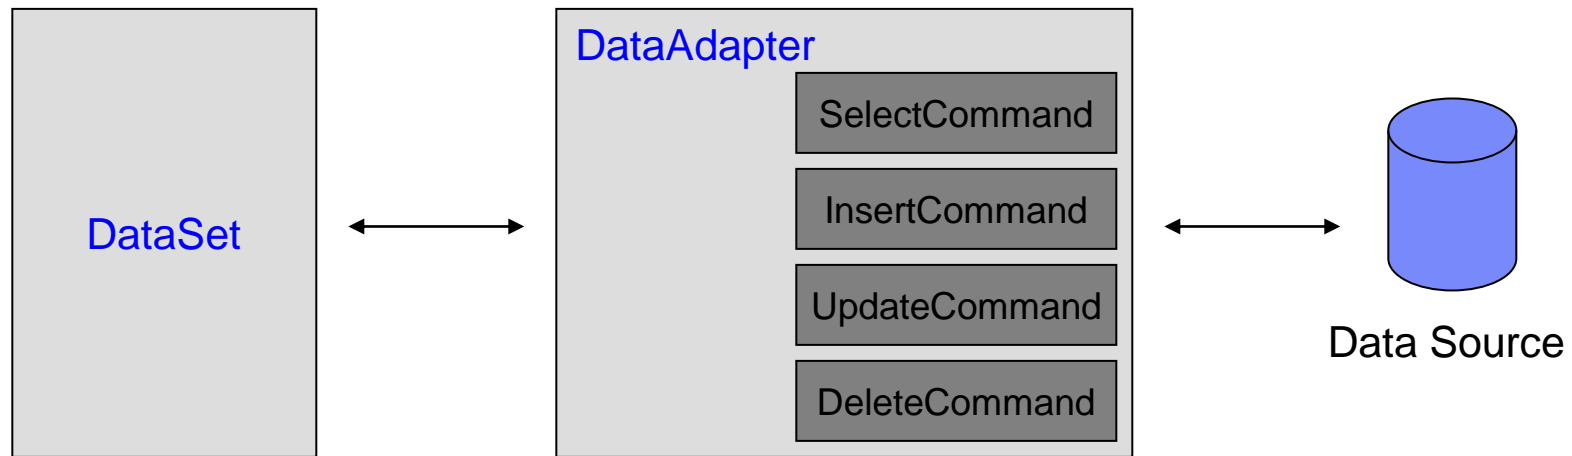 DataSet
DataAdapter
SelectCommand
InsertCommand
UpdateCommand
DeleteCommand
Data Source